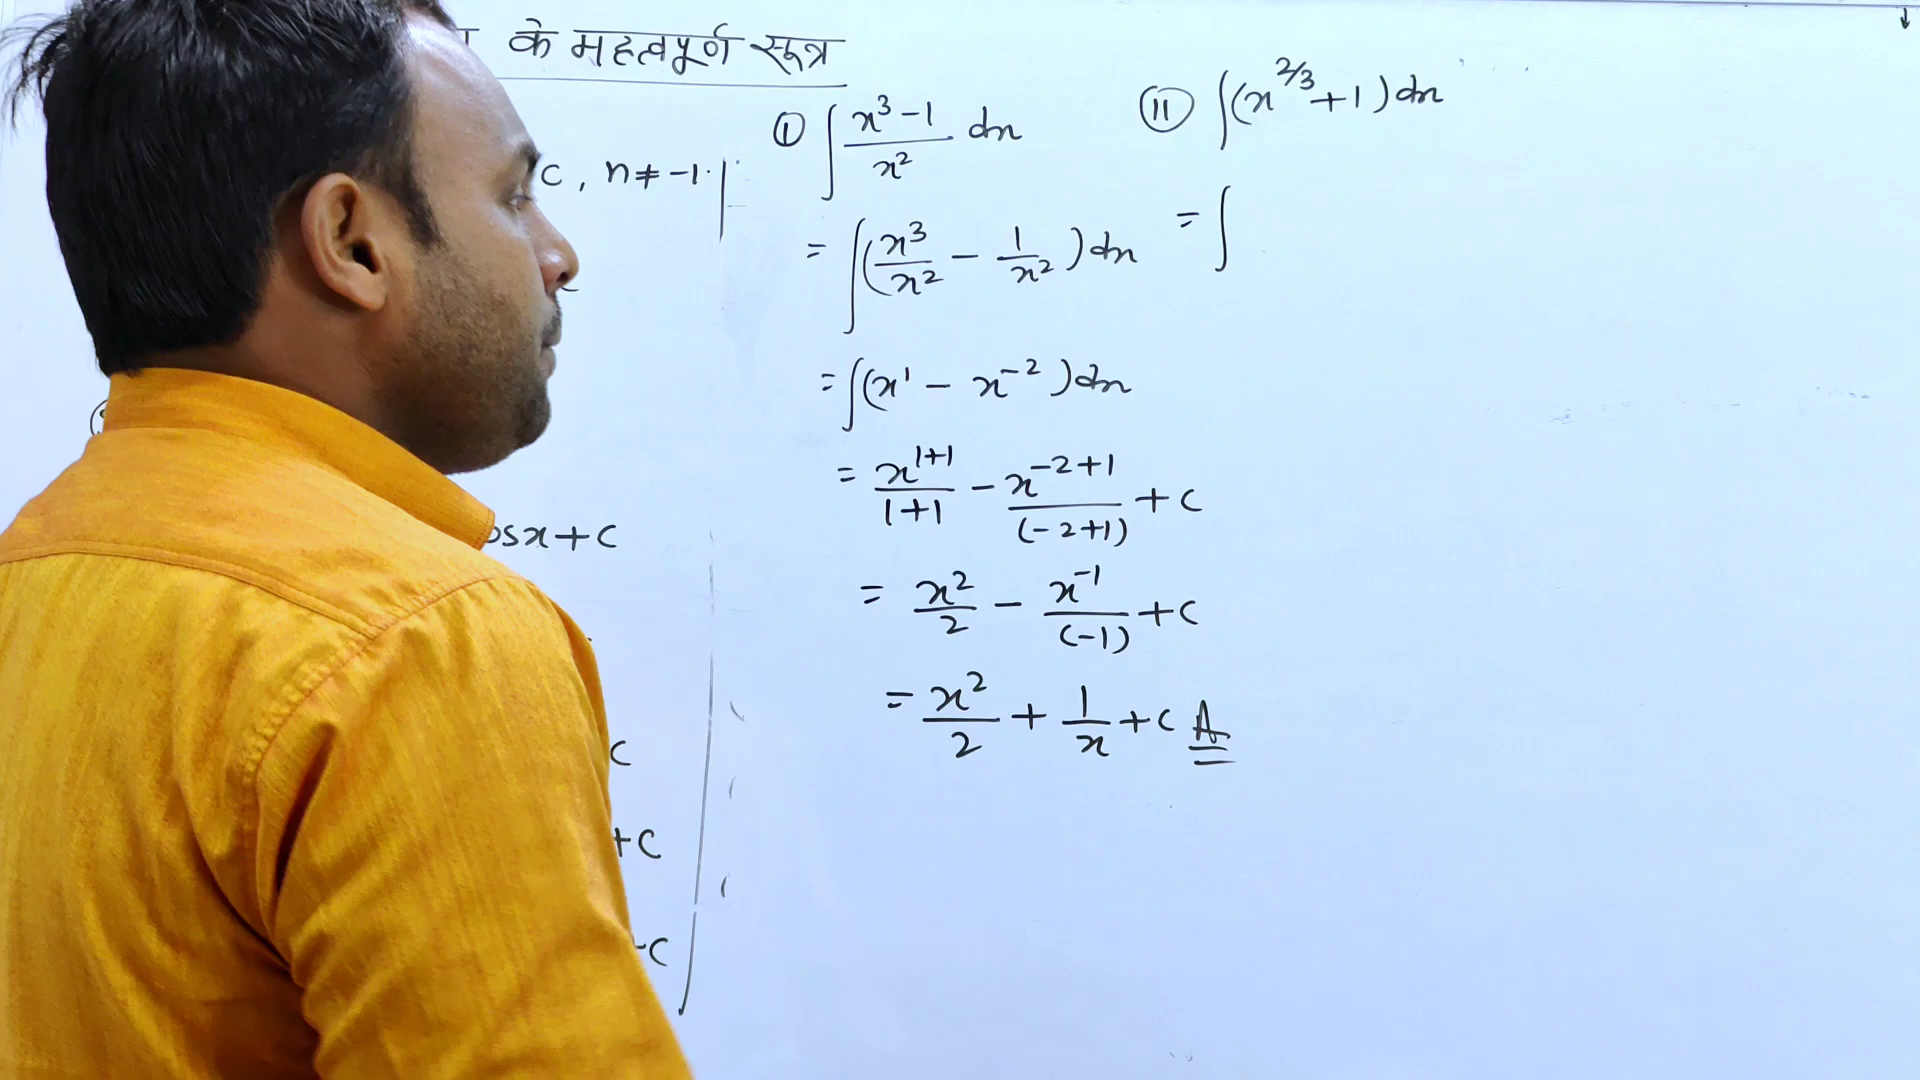 के महत्वपूर्ण सूत्र
c, n ≠ -1.
osx + c
c
+ c
c
① ∫ (x³ - 1)/x² dx
= ∫ (x³/x² - 1/x²) dx
= ∫ (x¹ - x⁻²) dx
= x¹⁺¹/(1+1) - x⁻²⁺¹/(-2+1) + c
= x²/2 - x⁻¹/(-1) + c
= x²/2 + 1/x + c A
⑪ ∫ (x^(2/3) + 1) dx
= ∫